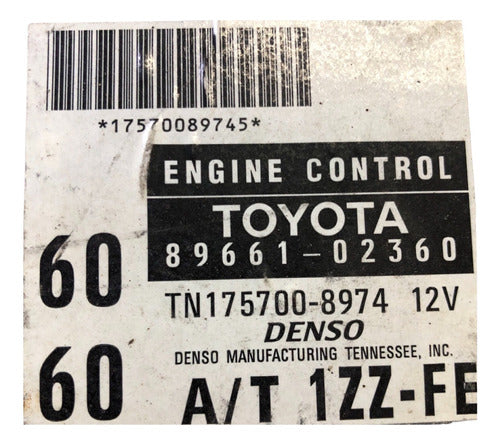 *17570089745*
ENGINE CONTROL
TOYOTA
89661-02360
60
TN175700-8974 12V
DENSO
DENSO MANUFACTURING TENNESSEE, INC.
60 A/T 1ZZ-FE